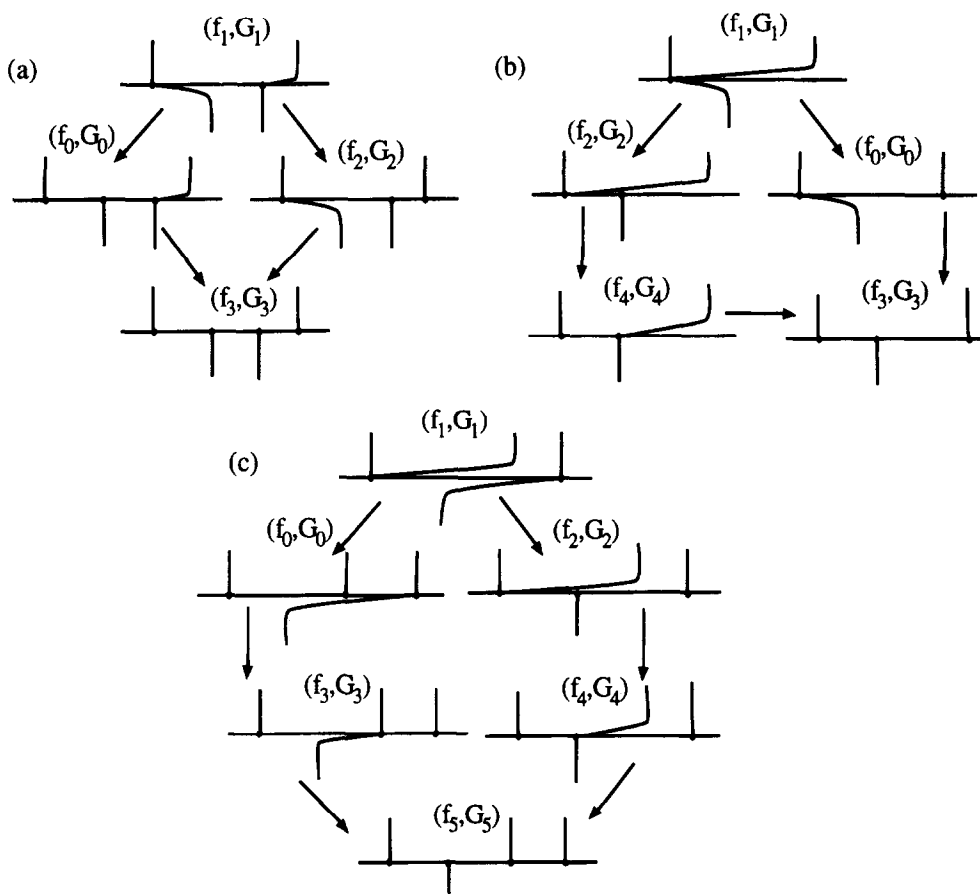 (a)
(f₁,G₁)
(f₀,G₀)
(f₂,G₂)
(f₃,G₃)
(b)
(f₁,G₁)
(f₂,G₂)
(f₀,G₀)
(f₄,G₄)
(f₃,G₃)
(c)
(f₁,G₁)
(f₀,G₀)
(f₂,G₂)
(f₃,G₃)
(f₄,G₄)
(f₅,G₅)